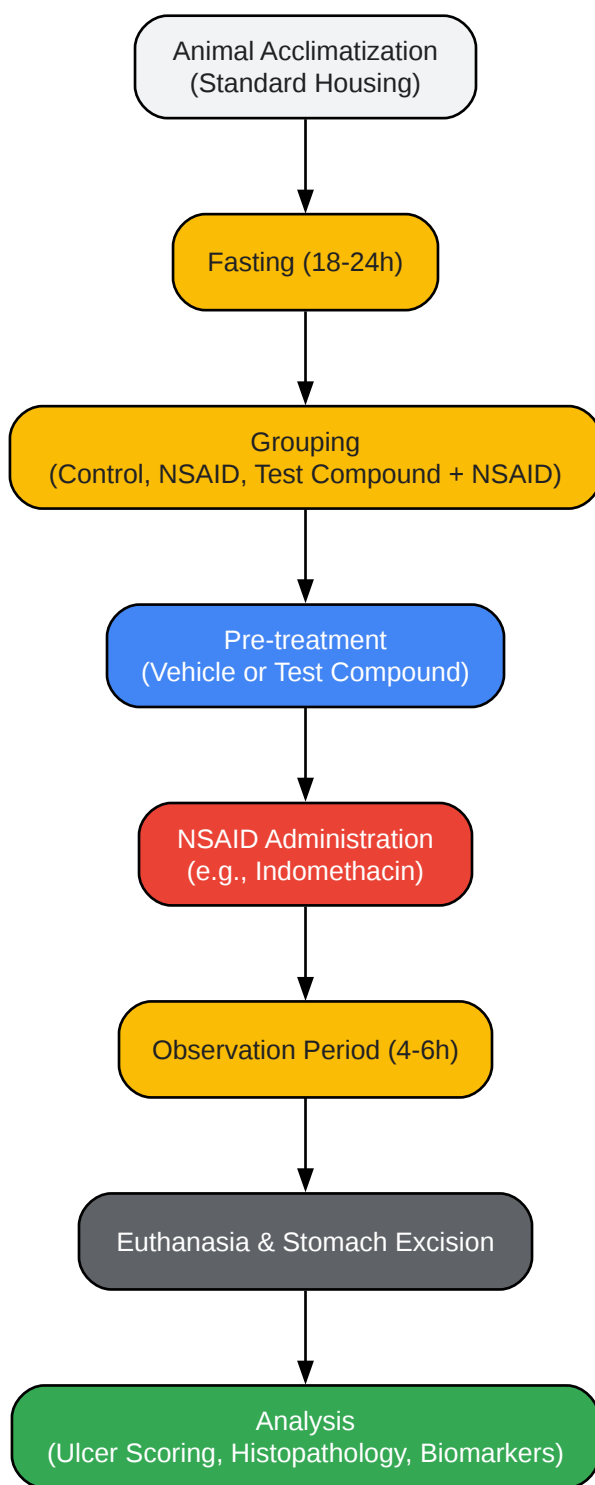 Animal Acclimatization
(Standard Housing)
Fasting (18-24h)
Grouping
(Control, NSAID, Test Compound + NSAID)
Pre-treatment
(Vehicle or Test Compound)
NSAID Administration
(e.g., Indomethacin)
Observation Period (4-6h)
Euthanasia & Stomach Excision
Analysis
(Ulcer Scoring, Histopathology, Biomarkers)